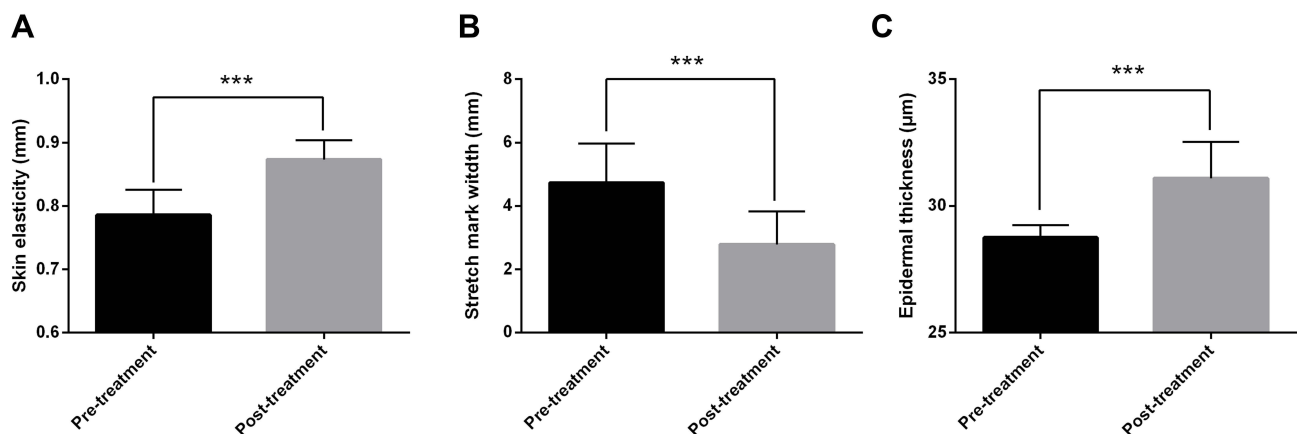 A
Skin elasticity (mm)
1.0
0.9
0.8
0.7
0.6
***
Pre-treatment
Post-treatment
B
Stretch mark witdth (mm)
8
6
4
2
0
***
Pre-treatment
Post-treatment
C
Epidermal thickness (μm)
35
30
25
***
Pre-treatment
Post-treatment